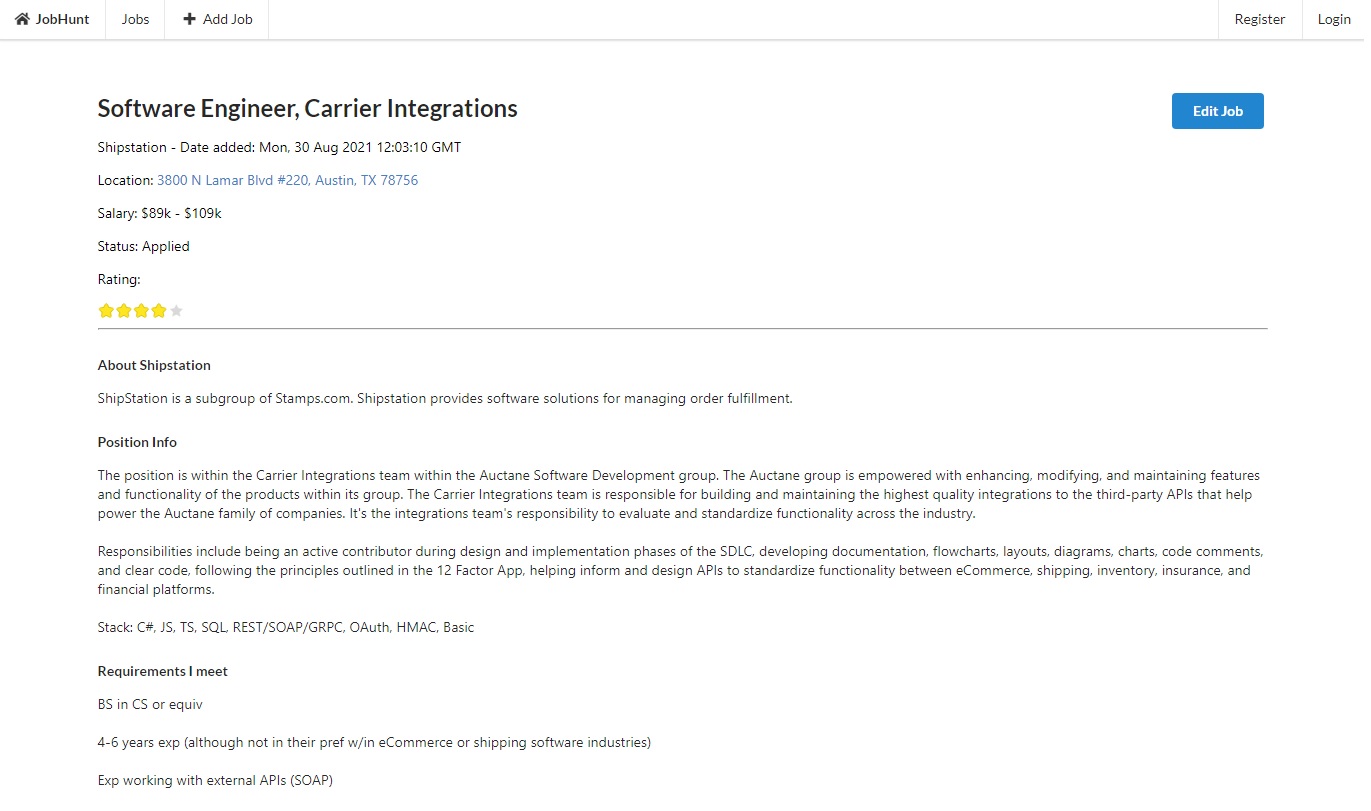 JobHunt Jobs Add Job Register Login
Software Engineer, Carrier Integrations
Edit Job
Shipstation - Date added: Mon, 30 Aug 2021 12:03:10 GMT
Location: 3800 N Lamar Blvd #220, Austin, TX 78756
Salary: $89k - $109k
Status: Applied
Rating:
About Shipstation
ShipStation is a subgroup of Stamps.com. Shipstation provides software solutions for managing order fulfillment.
Position Info
The position is within the Carrier Integrations team within the Auctane Software Development group. The Auctane group is empowered with enhancing, modifying, and maintaining features
and functionality of the products within its group. The Carrier Integrations team is responsible for building and maintaining the highest quality integrations to the third-party APIs that help
power the Auctane family of companies. It's the integrations team's responsibility to evaluate and standardize functionality across the industry.
Responsibilities include being an active contributor during design and implementation phases of the SDLC, developing documentation, flowcharts, layouts, diagrams, charts, code comments,
and clear code, following the principles outlined in the 12 Factor App, helping inform and design APIs to standardize functionality between eCommerce, shipping, inventory, insurance, and
financial platforms.
Stack: C#, JS, TS, SQL, REST/SOAP/GRPC, OAuth, HMAC, Basic
Requirements I meet
BS in CS or equiv
4-6 years exp (although not in their pref w/in eCommerce or shipping software industries)
Exp working with external APIs (SOAP)